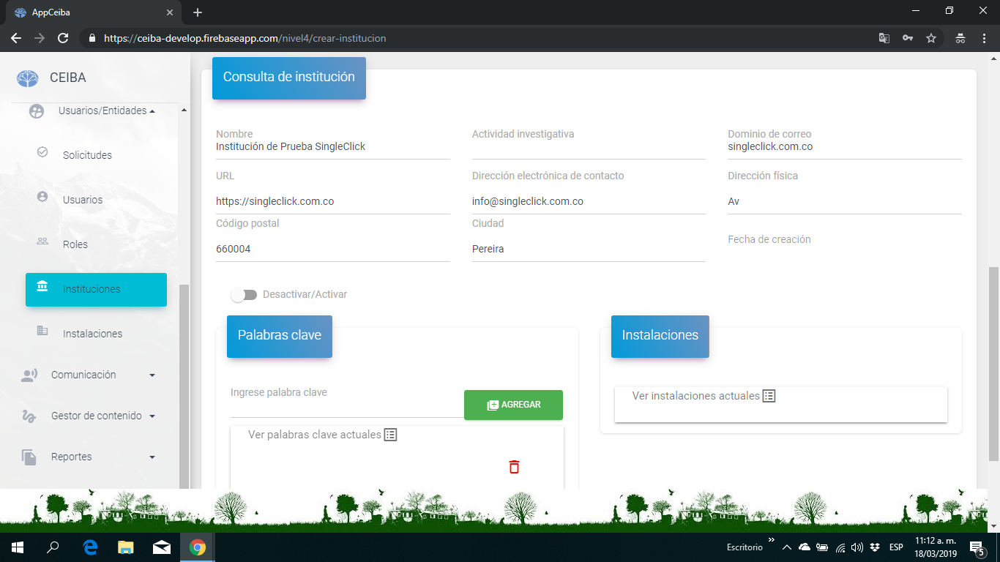 AppCeiba
https://ceiba-develop.firebaseapp.com/nivel4/crear-institucion
CEIBA
Usuarios/Entidades
Solicitudes
Usuarios
Roles
Instituciones
Instalaciones
Comunicación
Gestor de contenido
Reportes
Consulta de institución
Nombre
Institución de Prueba SingleClick
Actividad investigativa
Dominio de correo
singleclick.com.co
URL
https://singleclick.com.co
Dirección electrónica de contacto
info@singleclick.com.co
Dirección física
Av
Código postal
660004
Ciudad
Pereira
Fecha de creación
Desactivar/Activar
Palabras clave
Ingrese palabra clave
AGREGAR
Ver palabras clave actuales
Instalaciones
Ver instalaciones actuales
Escritorio
ESP
11:12 a. m.
18/03/2019
5